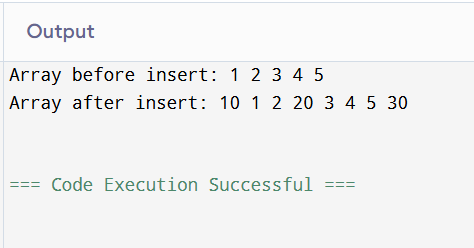 Output
Array before insert: 1 2 3 4 5
Array after insert: 10 1 2 20 3 4 5 30
=== Code Execution Successful ===